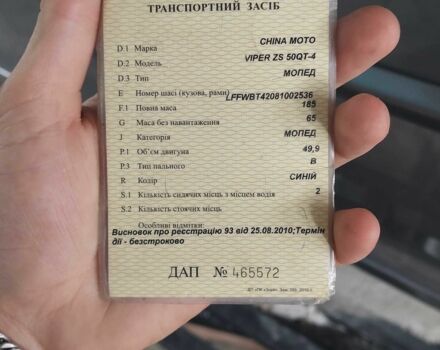 ТРАНСПОРТНИЙ ЗАСІБ
D.1 Марка CHINA MOTO
D.2 Модель VIPER ZS 50QT-4
D.3 Тип МОПЕД
E Номер шасі (кузова, рами) LFFWBT42081002536
F.1 Повна маса 185
G Маса без навантаження 65
J Категорія МОПЕД
P.1 Об'єм двигуна 49,9
P.3 Тип пального B
R Колір СИНІЙ
S.1 Кількість сидячих місць з місцем водія 2
S.2 Кількість стоячих місць
Особливі відмітки:
Висновок про реєстрацію 93 від 25.08.2010;Термін
дії - безстроково
ДАП № 465572